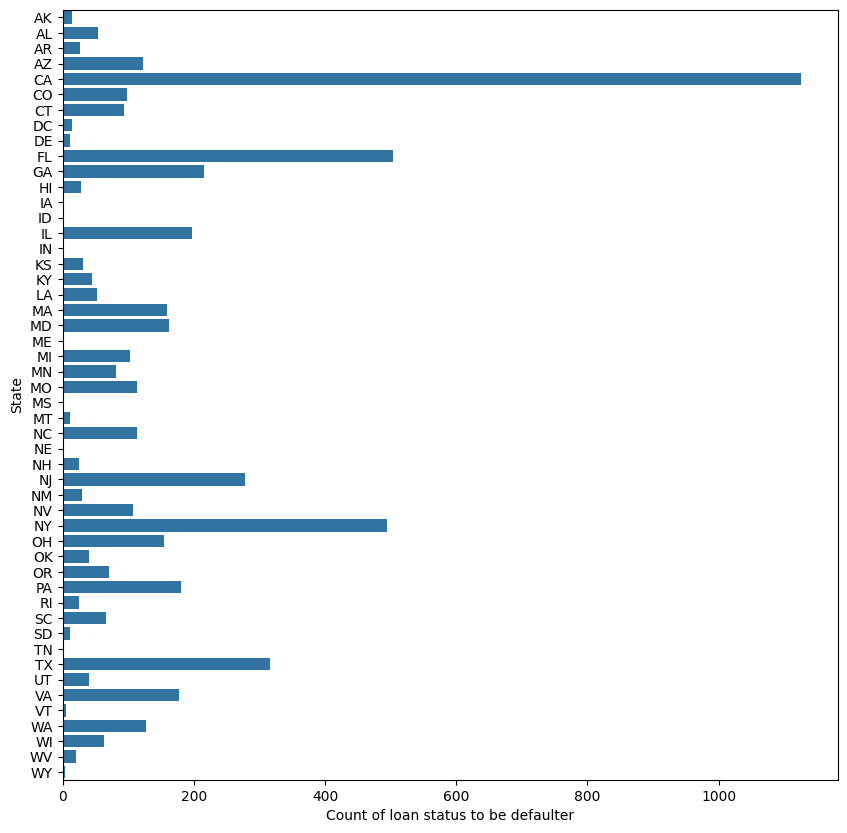 AK
AL
AR
AZ
CA
CO
CT
DC
DE
FL
GA
HI
IA
ID
IL
IN
KS
KY
LA
MA
MD
ME
MI
MN
MO
MS
MT
NC
NE
NH
NJ
NM
NV
NY
OH
OK
OR
PA
RI
SC
SD
TN
TX
UT
VA
VT
WA
WI
WV
WY
State
0 200 400 600 800 1000
Count of loan status to be defaulter